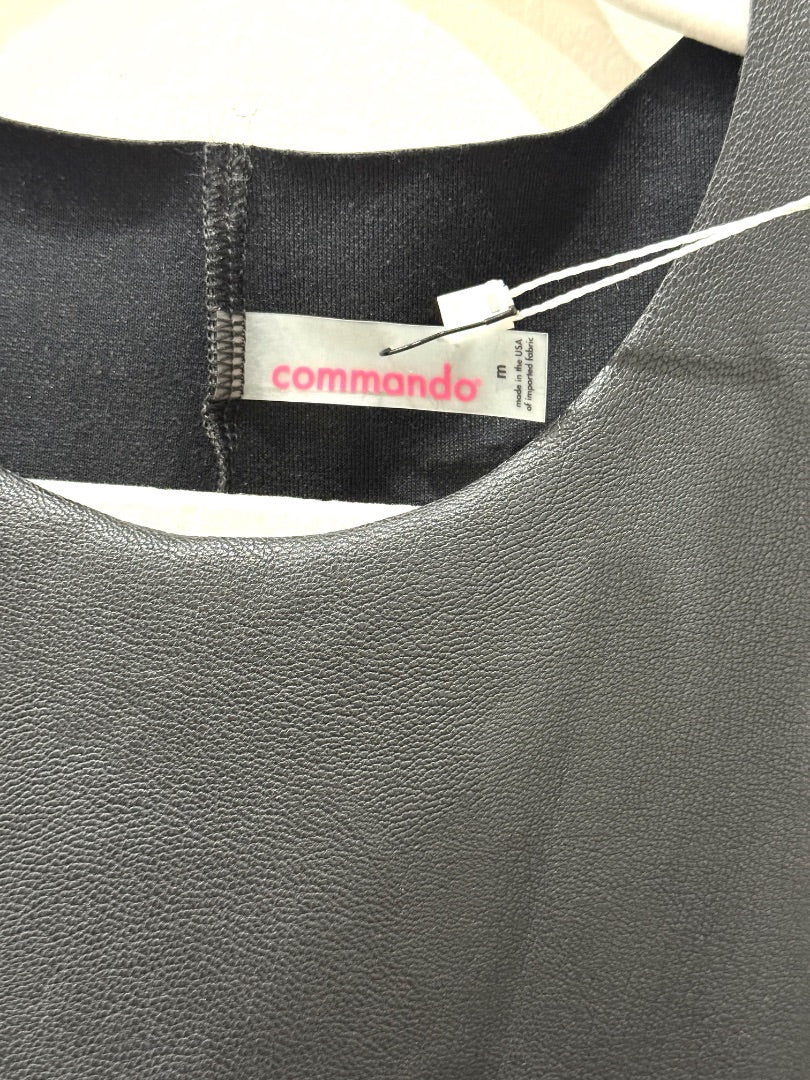 commando®
m
made in the USA
of imported fabric